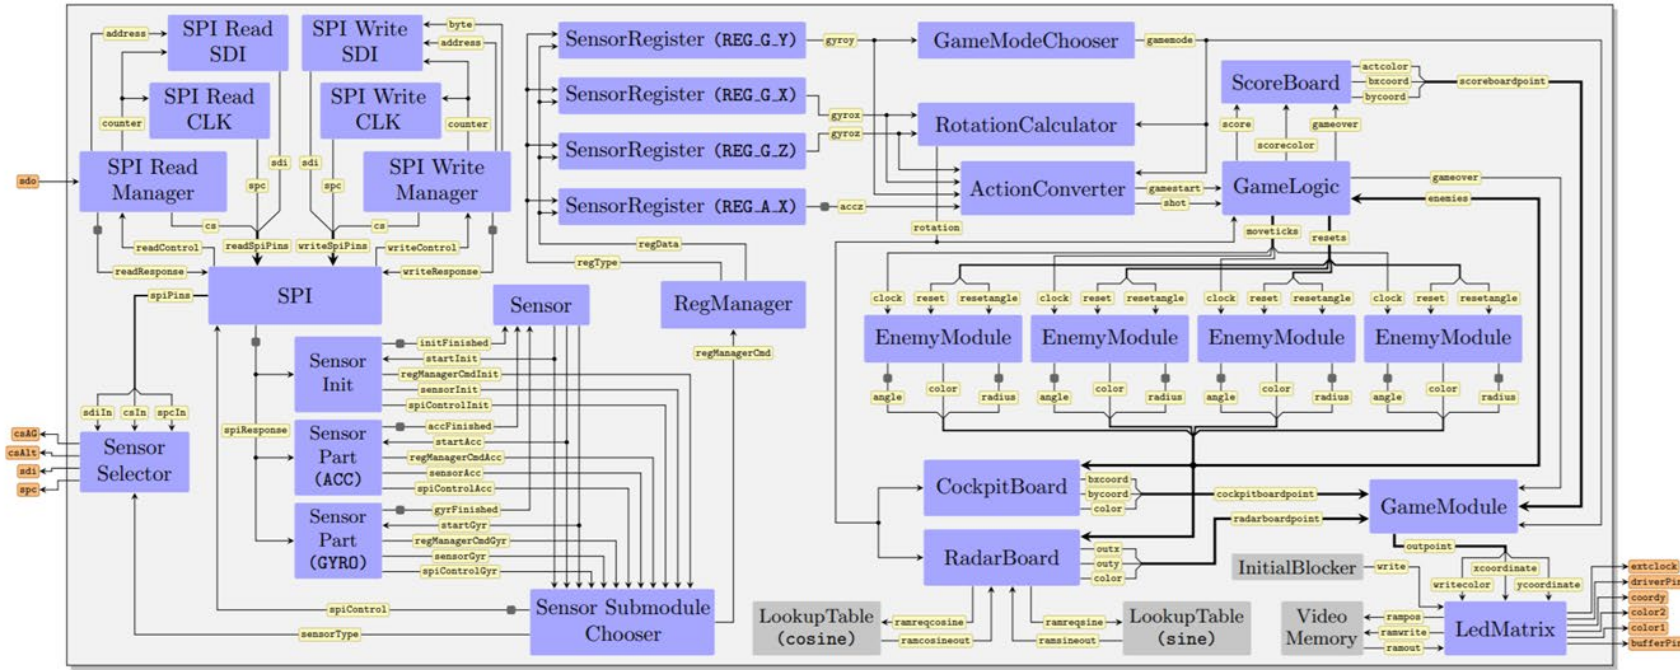 address
SPI Read
SDI
SPI Write
SDI
byte
address
SPI Read
CLK
SPI Write
CLK
counter
counter
SPI Read
Manager
SPI Write
Manager
sdo
sdi
spc
sdi
spc
cs
cs
readControl
readSpiPins
writeSpiPins
writeControl
readResponse
writeResponse
spiPins
SPI
Sensor
RegManager
regData
regType
regManagerCmd
SensorRegister (REG_G_Y)
SensorRegister (REG_G_X)
SensorRegister (REG_G_Z)
SensorRegister (REG_A_X)
gyroy
gyrox
gyroz
accz
GameModeChooser
gamemode
RotationCalculator
ActionConverter
rotation
gamestart
shot
ScoreBoard
actcolor
bxcoord
bycoord
scoreboardpoint
score
scorecolor
gameover
GameLogic
gameover
enemies
moveticks
resets
clock
reset
resetangle
clock
reset
resetangle
clock
reset
resetangle
clock
reset
resetangle
EnemyModule
EnemyModule
EnemyModule
EnemyModule
angle
color
radius
angle
color
radius
angle
color
radius
angle
color
radius
Sensor
Init
initFinished
startInit
regManagerCmdInit
sensorInit
spiControlInit
spiResponse
Sensor
Part
(ACC)
accFinished
startAcc
regManagerCmdAcc
sensorAcc
spiControlAcc
Sensor
Part
(GYRO)
gyrFinished
startGyr
regManagerCmdGyr
sensorGyr
spiControlGyr
sdiIn
csIn
spcIn
csAG
csAlt
sdi
spc
Sensor
Selector
spiControl
sensorType
Sensor Submodule
Chooser
CockpitBoard
bxcoord
bycoord
color
cockpitboardpoint
GameModule
RadarBoard
outx
outy
color
radarboardpoint
outpoint
InitialBlocker
write
xcoordinate
writecolor
ycoordinate
LookupTable
(cosine)
ramreqcosine
ramcosineout
ramreqsine
ramsineout
LookupTable
(sine)
Video
Memory
rampos
ramwrite
ramout
LedMatrix
extclock
driverPin
coordy
color2
color1
bufferPin